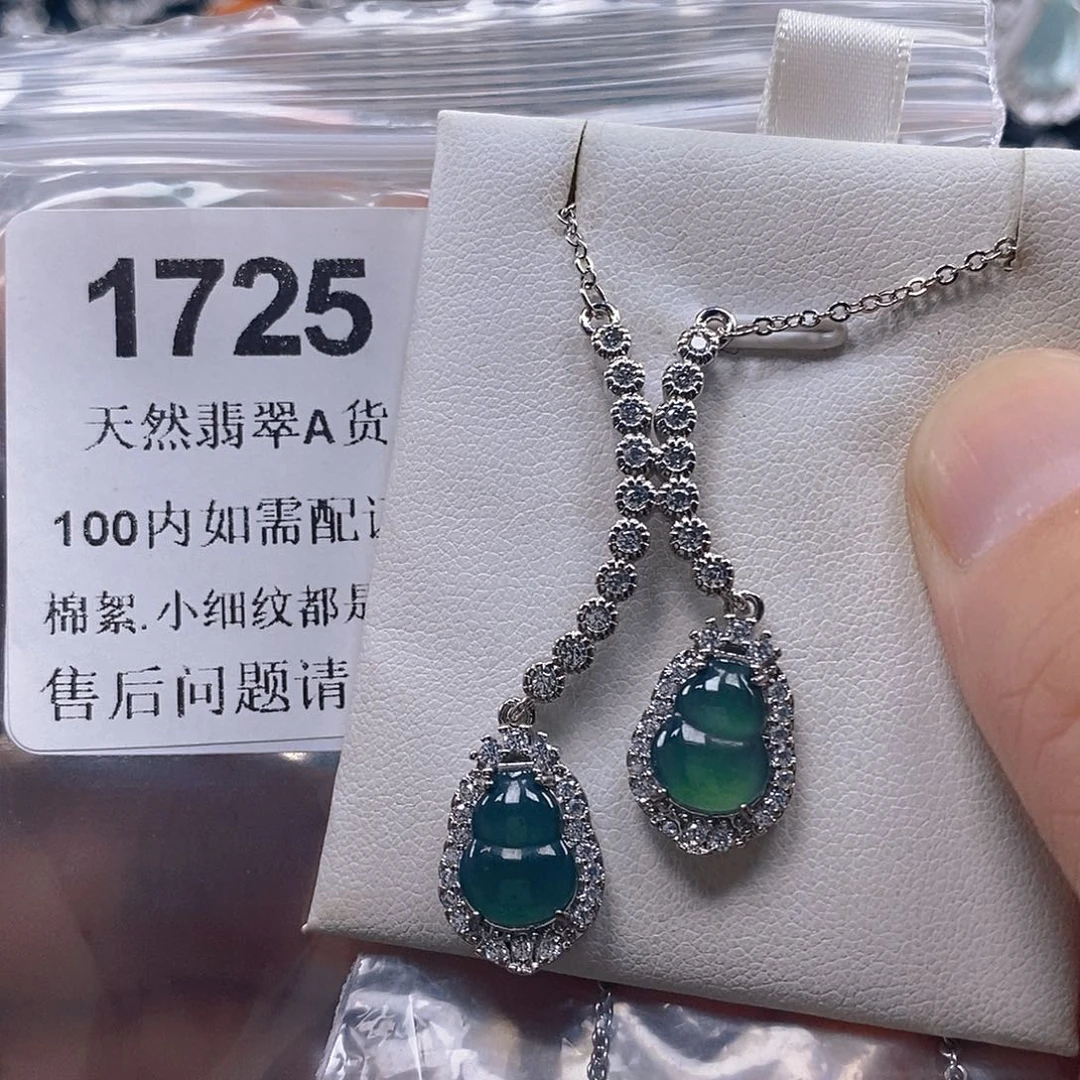 1725
天然翡翠A货
100内如需配
棉絮.小细纹都是
售后问题请